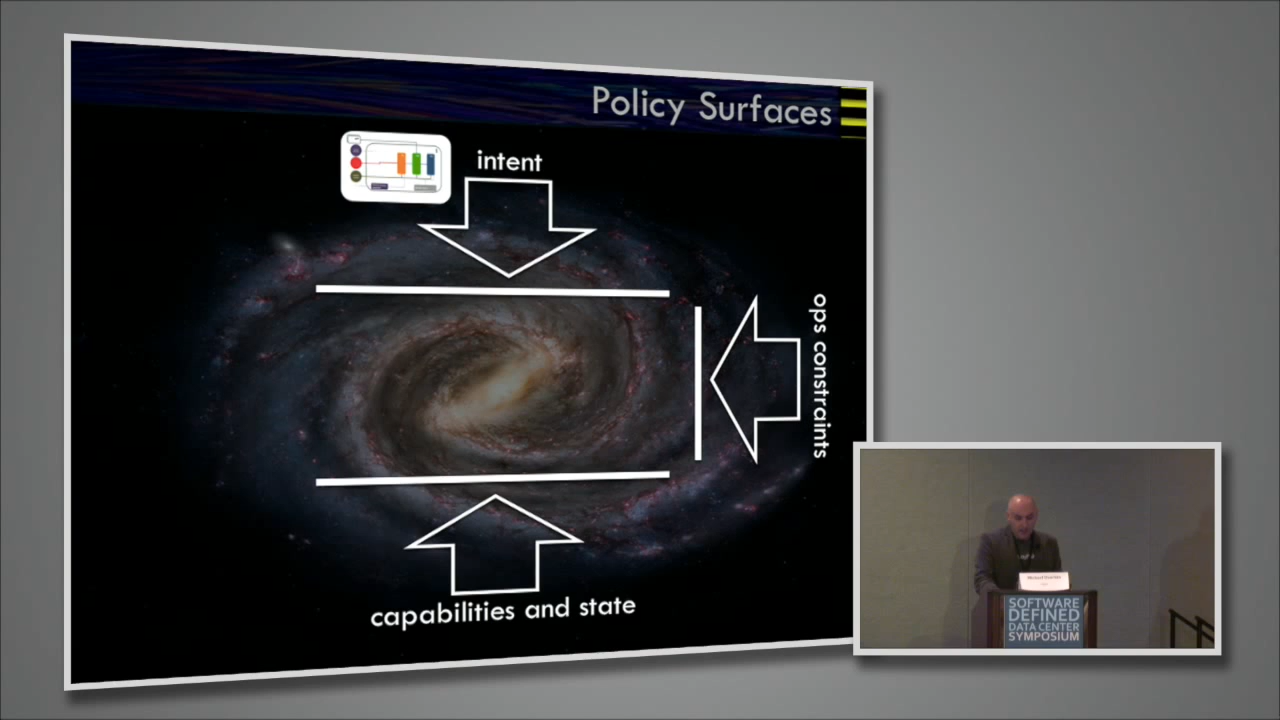 Policy Surfaces
intent
ops constraints
capabilities and state
SOFTWARE
DEFINED
DATA CENTER
SYMPOSIUM